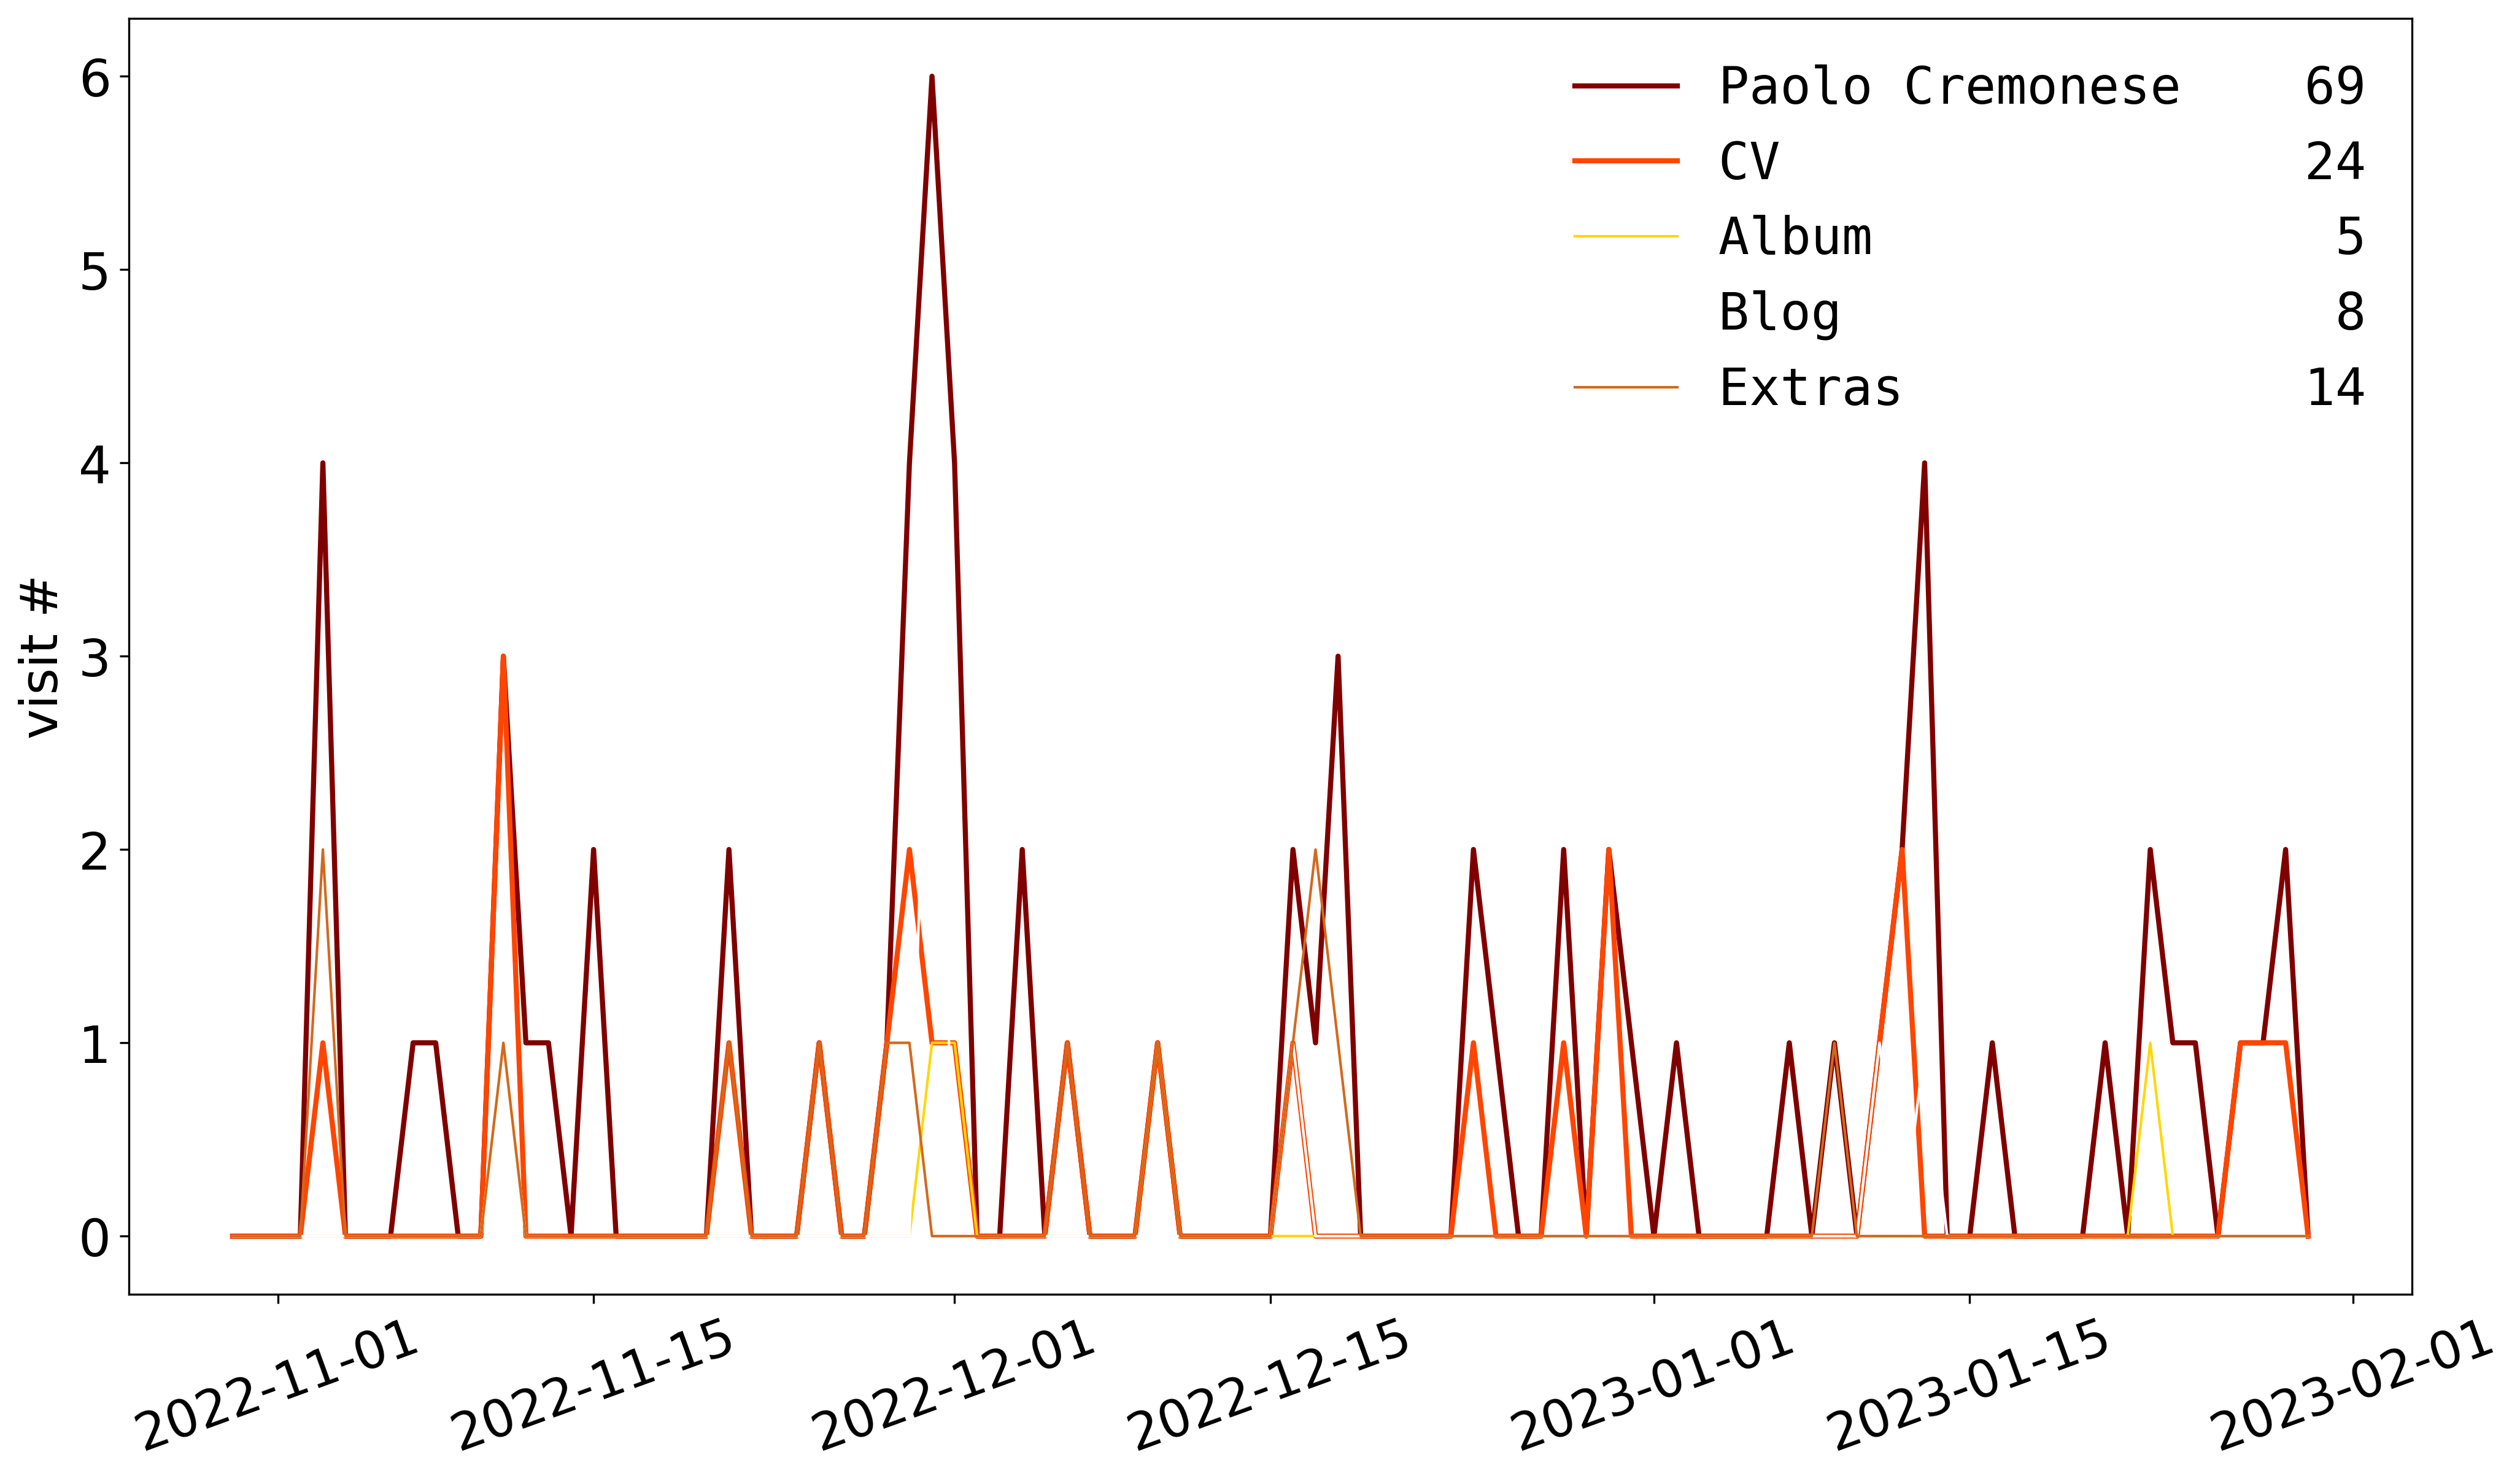 6
5
4
3
2
1
0
visit #
Paolo Cremonese 69
CV 24
Album 5
Blog 8
Extras 14
2022-11-01
2022-11-15
2022-12-01
2022-12-15
2023-01-01
2023-01-15
2023-02-01